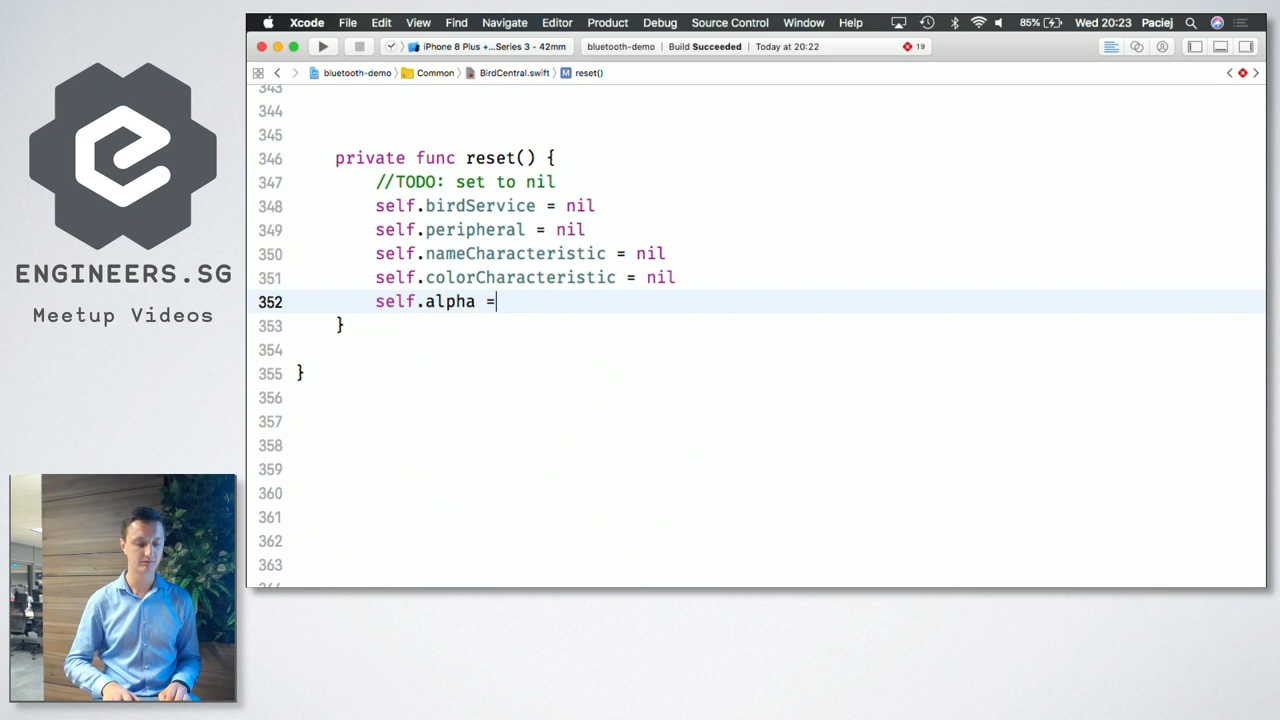 Xcode File Edit View Find Navigate Editor Product Debug Source Control Window Help 85% Wed 20:23 Paciej
iPhone 8 Plus +...Series 3 - 42mm bluetooth-demo | Build Succeeded | Today at 20:22 19
bluetooth-demo Common BirdCentral.swift M reset()
343
344
345
346 private func reset() {
347 //TODO: set to nil
348 self.birdService = nil
349 self.peripheral = nil
350 self.nameCharacteristic = nil
351 self.colorCharacteristic = nil
352 self.alpha =
353 }
354
355 }
356
357
358
359
360
361
362
363
ENGINEERS.SG
Meetup Videos